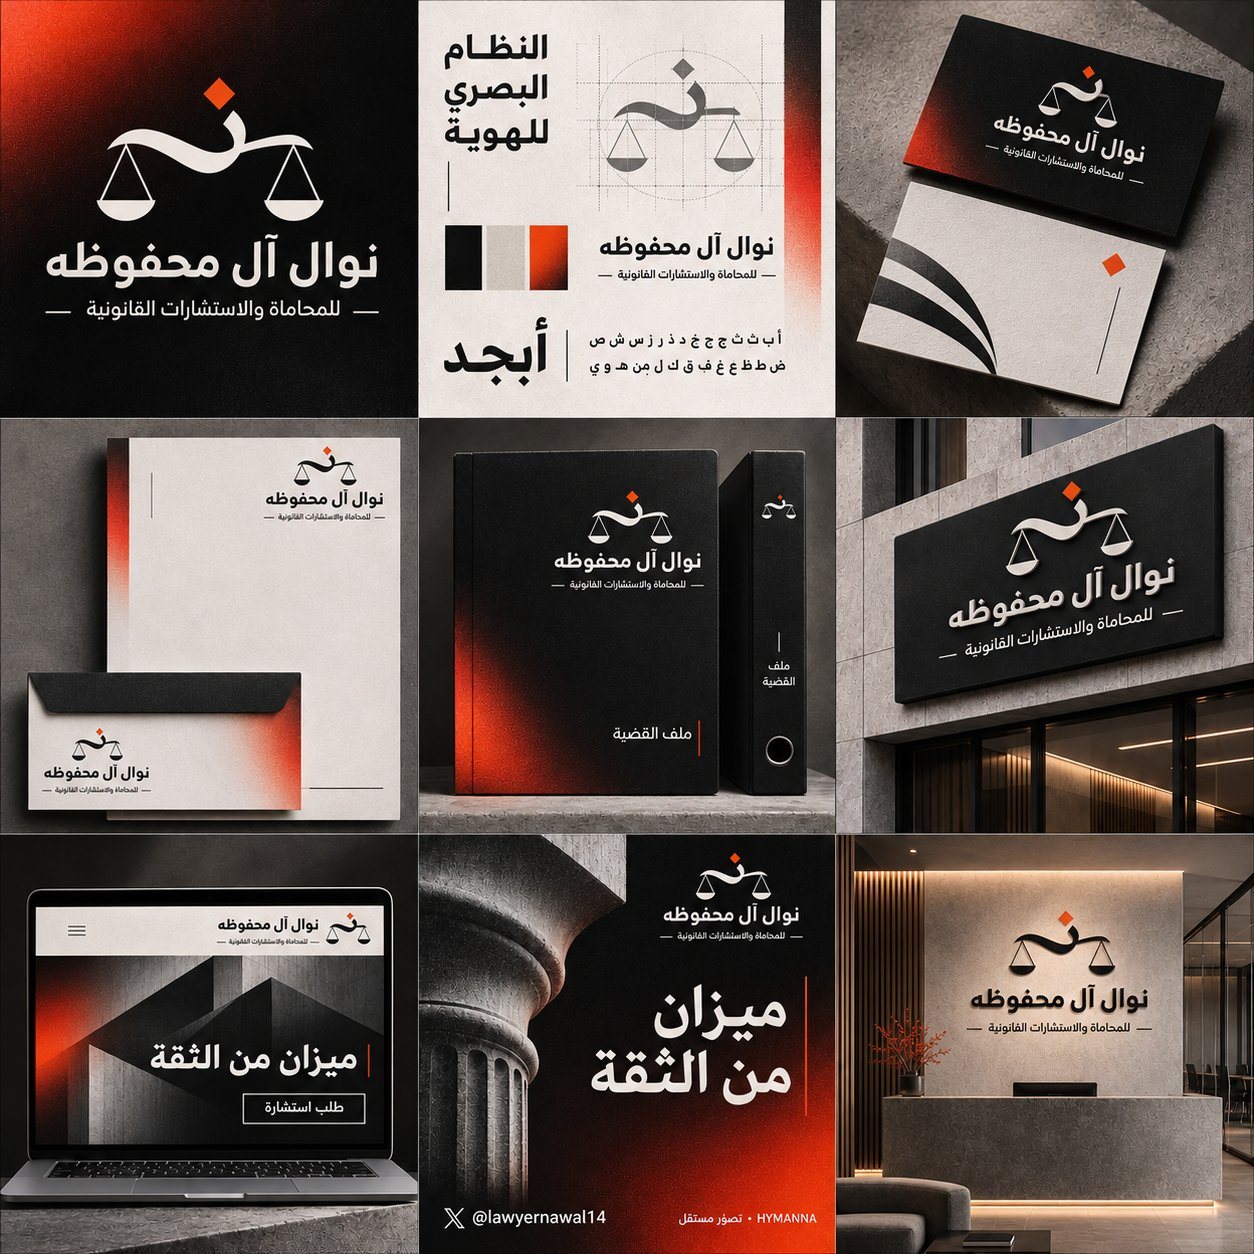 نوال آل محفوظه
للمحاماة والاستشارات القانونية
النظام
البصري
للهوية
نوال آل محفوظه
للمحاماة والاستشارات القانونية
أبجد
أ ب ث ث ج ج خ د ذ ر ز س ش ص
ض ط ظ ع غ ف ق ك ل م ن هـ و ي
نوال آل محفوظه
للمحاماة والاستشارات القانونية
نوال آل محفوظه
للمحاماة والاستشارات القانونية
نوال آل محفوظه
للمحاماة والاستشارات القانونية
نوال آل محفوظه
للمحاماة والاستشارات القانونية
ملف القضية
ملف
القضية
نوال آل محفوظه
للمحاماة والاستشارات القانونية
نوال آل محفوظه
للمحاماة والاستشارات القانونية
ميزان من الثقة
طلب استشارة
نوال آل محفوظه
للمحاماة والاستشارات القانونية
ميزان
من الثقة
@lawyernawal14
تصوّر مستقل • HYMANNA
نوال آل محفوظه
للمحاماة والاستشارات القانونية